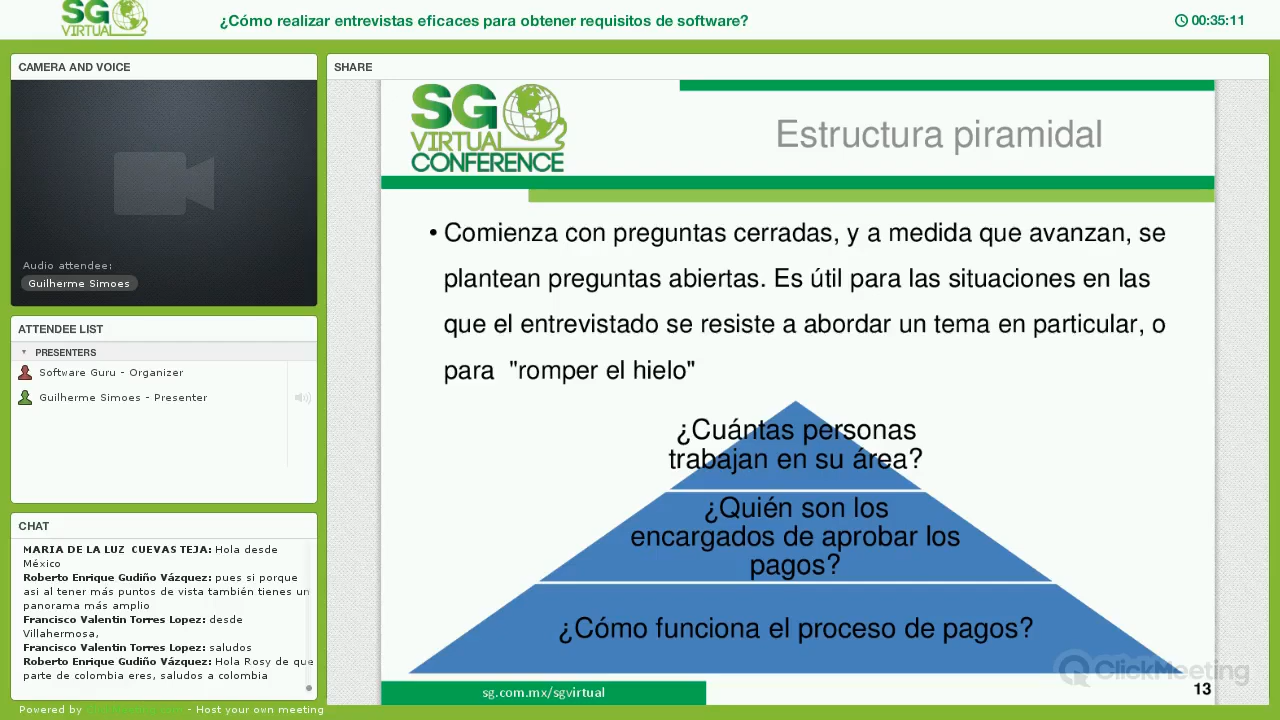 SG
VIRTUAL
¿Cómo realizar entrevistas eficaces para obtener requisitos de software?
00:35:11
CAMERA AND VOICE
Audio attendee:
Guilherme Simoes
ATTENDEE LIST
PRESENTERS
Software Guru - Organizer
Guilherme Simoes - Presenter
CHAT
MARIA DE LA LUZ CUEVAS TEJA: Hola desde
México
Roberto Enrique Gudiño Vázquez: pues si porque
asi al tener más puntos de vista también tienes un
panorama más amplio
Francisco Valentin Torres Lopez: desde
Villahermosa,
Francisco Valentin Torres Lopez: saludos
Roberto Enrique Gudiño Vázquez: Hola Rosy de que
parte de colombia eres, saludos a colombia
Powered by ClickMeeting.com - Host your own meeting
SHARE
SG
VIRTUAL
CONFERENCE
Estructura piramidal
• Comienza con preguntas cerradas, y a medida que avanzan, se
plantean preguntas abiertas. Es útil para las situaciones en las
que el entrevistado se resiste a abordar un tema en particular, o
para "romper el hielo"
¿Cuántas personas
trabajan en su área?
¿Quién son los
encargados de aprobar los
pagos?
¿Cómo funciona el proceso de pagos?
ClickMeeting
sg.com.mx/sgvirtual
13